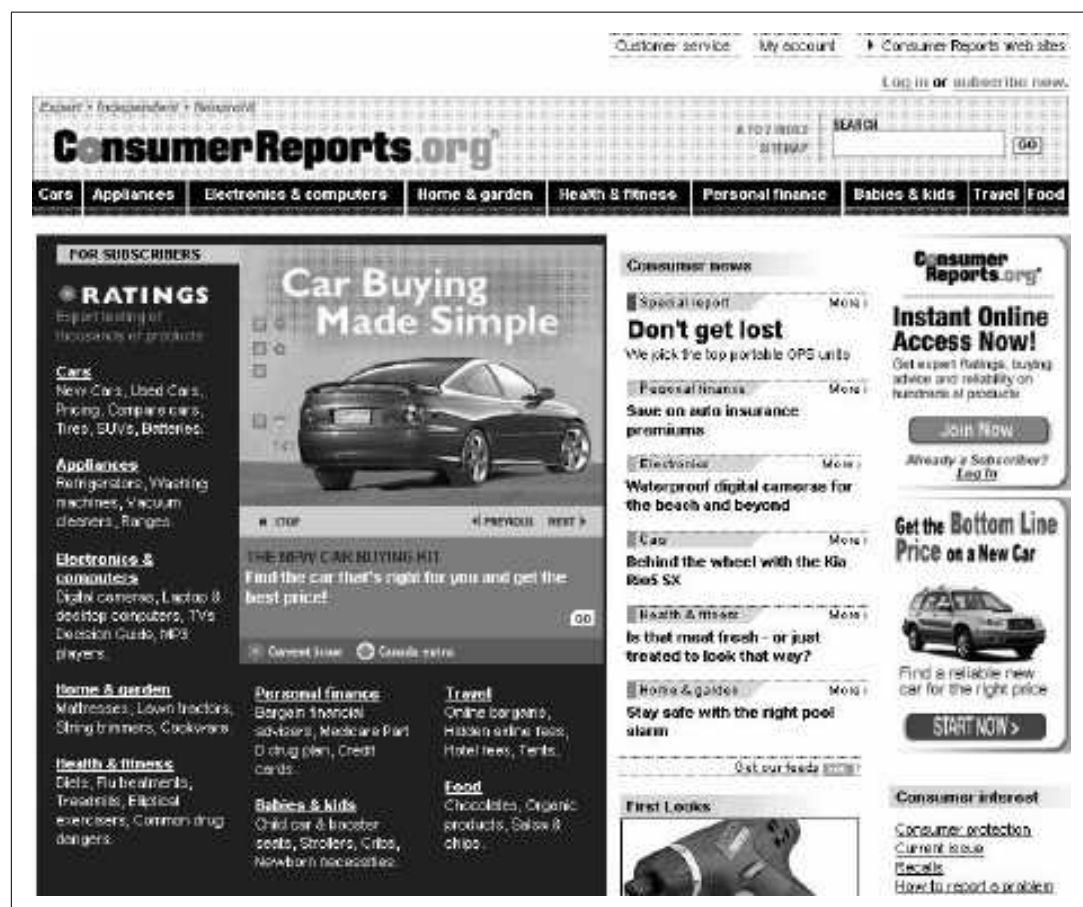 Customer service My account Consumer Reports web sites
Log in or subscribe now.
Expert • Independent • Nonprofit
ConsumerReports.org®
A TO Z INDEX
SITEMAP
SEARCH
GO
Cars Appliances Electronics & computers Home & garden Health & fitness Personal finance Babies & kids Travel Food
FOR SUBSCRIBERS
RATINGS
Expert testing of
thousands of products
Cars
New Cars, Used Cars,
Pricing, Compare cars,
Tires, SUVs, Batteries.
Appliances
Refrigerators, Washing
machines, Vacuum
cleaners, Ranges.
Electronics &
computers
Digital cameras, Laptop &
desktop computers, TVs
Decision Guide, MP3
players.
Home & garden
Mattresses, Lawn tractors,
String trimmers, Cookware
Health & fitness
Diets, Flu treatments,
Treadmills, Elliptical
exercisers, Common drug
dangers.
Car Buying
Made Simple
STOP PREVIOUS NEXT
THE NEW CAR BUYING KIT
Find the car that's right for you and get the
best price!
GO
Current issue Canada extra
Personal finance
Bargain financial
advisers, Medicare Part
D drug plan, Credit
cards.
Babies & kids
Child car & booster
seats, Strollers, Cribs,
Newborn necessities.
Travel
Online bargains,
Hidden airline fees,
Hotel fees, Tents.
Food
Chocolates, Organic
products, Salsa &
chips.
Consumer news
Special report More
Don't get lost
We pick the top portable GPS units
Personal finance More
Save on auto insurance
premiums
Electronics More
Waterproof digital cameras for
the beach and beyond
Cars More
Behind the wheel with the Kia
Rio5 SX
Health & fitness More
Is that meat fresh - or just
treated to look that way?
Home & garden More
Stay safe with the right pool
alarm
Get our feeds
First Looks
Consumer
Reports.org®
Instant Online
Access Now!
Get expert Ratings, buying
advice and reliability on
hundreds of products
Join Now
Already a Subscriber?
Log In
Get the Bottom Line
Price on a New Car
Find a reliable new
car for the right price
START NOW >
Consumer interest
Consumer protection
Current issue
Recalls
How to report a problem